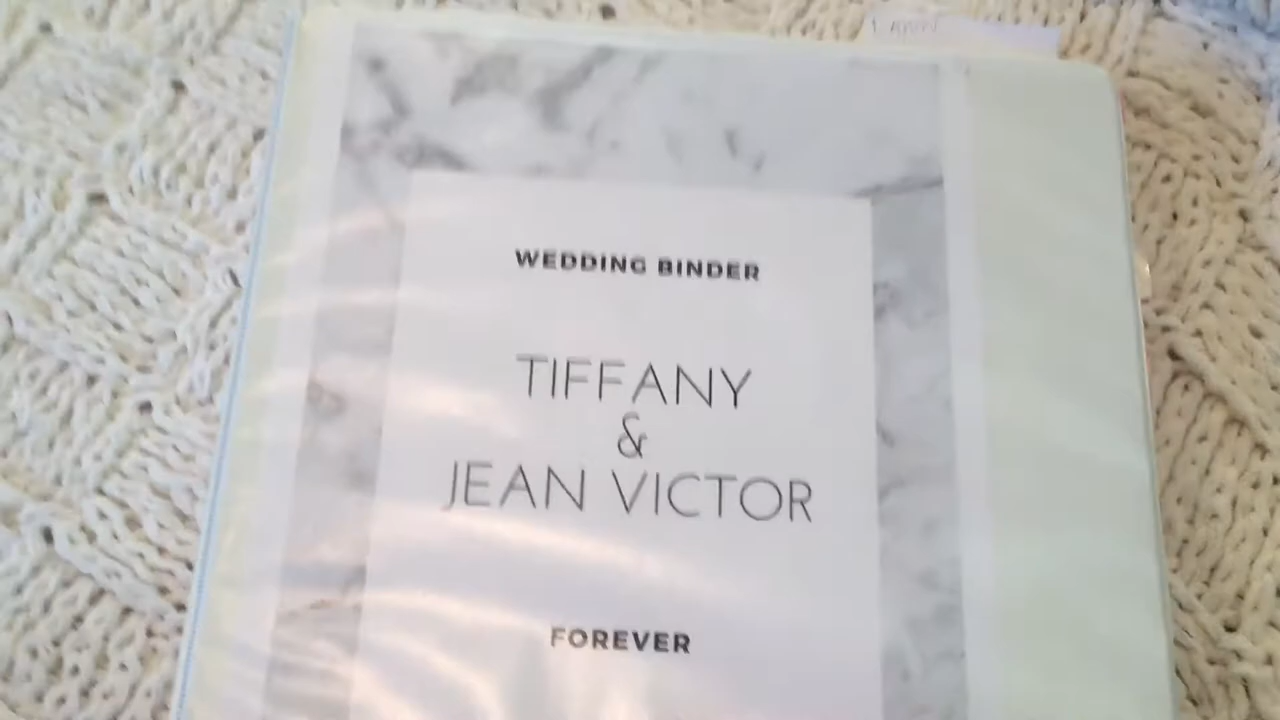 WEDDING BINDER
TIFFANY
&
JEAN VICTOR
FOREVER